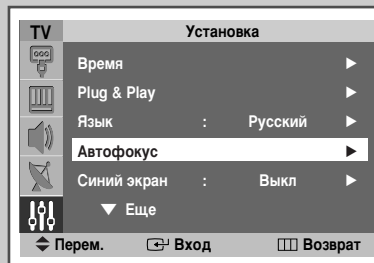 TV Установка
Время ▶
Plug & Play ▶
Язык : Русский ▶
Автофокус ▶
Синий экран : Выкл ▶
▼ Еще
Перем. Вход Возврат